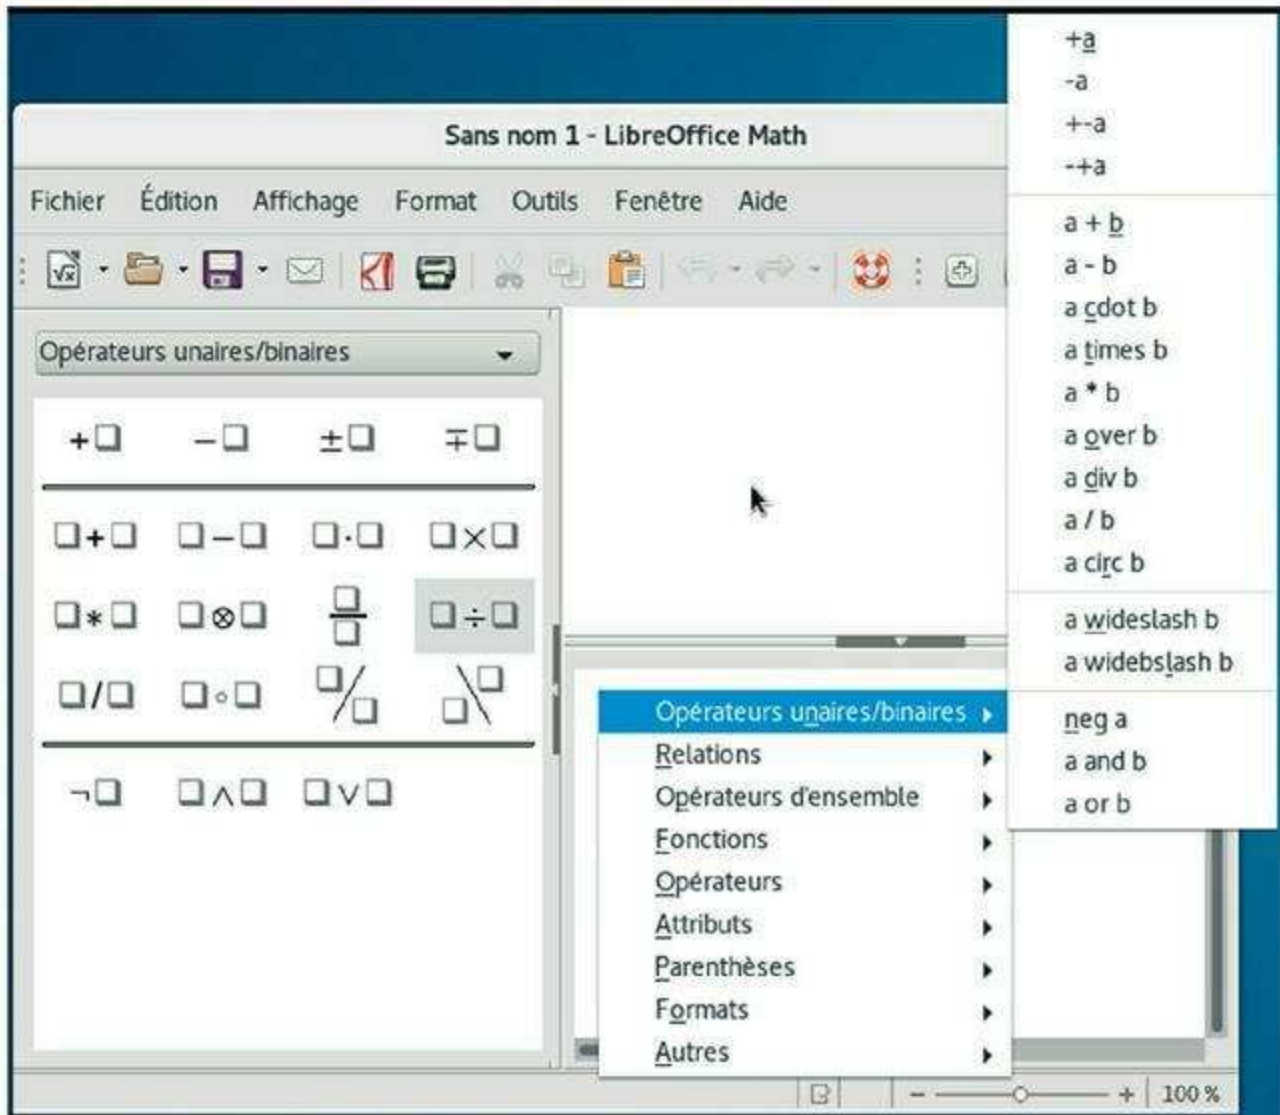 Sans nom 1 - LibreOffice Math
Fichier Édition Affichage Format Outils Fenêtre Aide
Opérateurs unaires/binaires
+□ −□ ±□ ∓□
□+□ □−□ □·□ □×□
□*□ □⊗□ □/□ □÷□
□/□ □∘□ □/□ □\□
¬□ □∧□ □∨□
+a
-a
+-a
-+a
a + b
a - b
a cdot b
a times b
a * b
a over b
a div b
a / b
a circ b
a wideslash b
a widebslash b
neg a
a and b
a or b
Opérateurs unaires/binaires
Relations
Opérateurs d'ensemble
Fonctions
Opérateurs
Attributs
Parenthèses
Formats
Autres
100 %